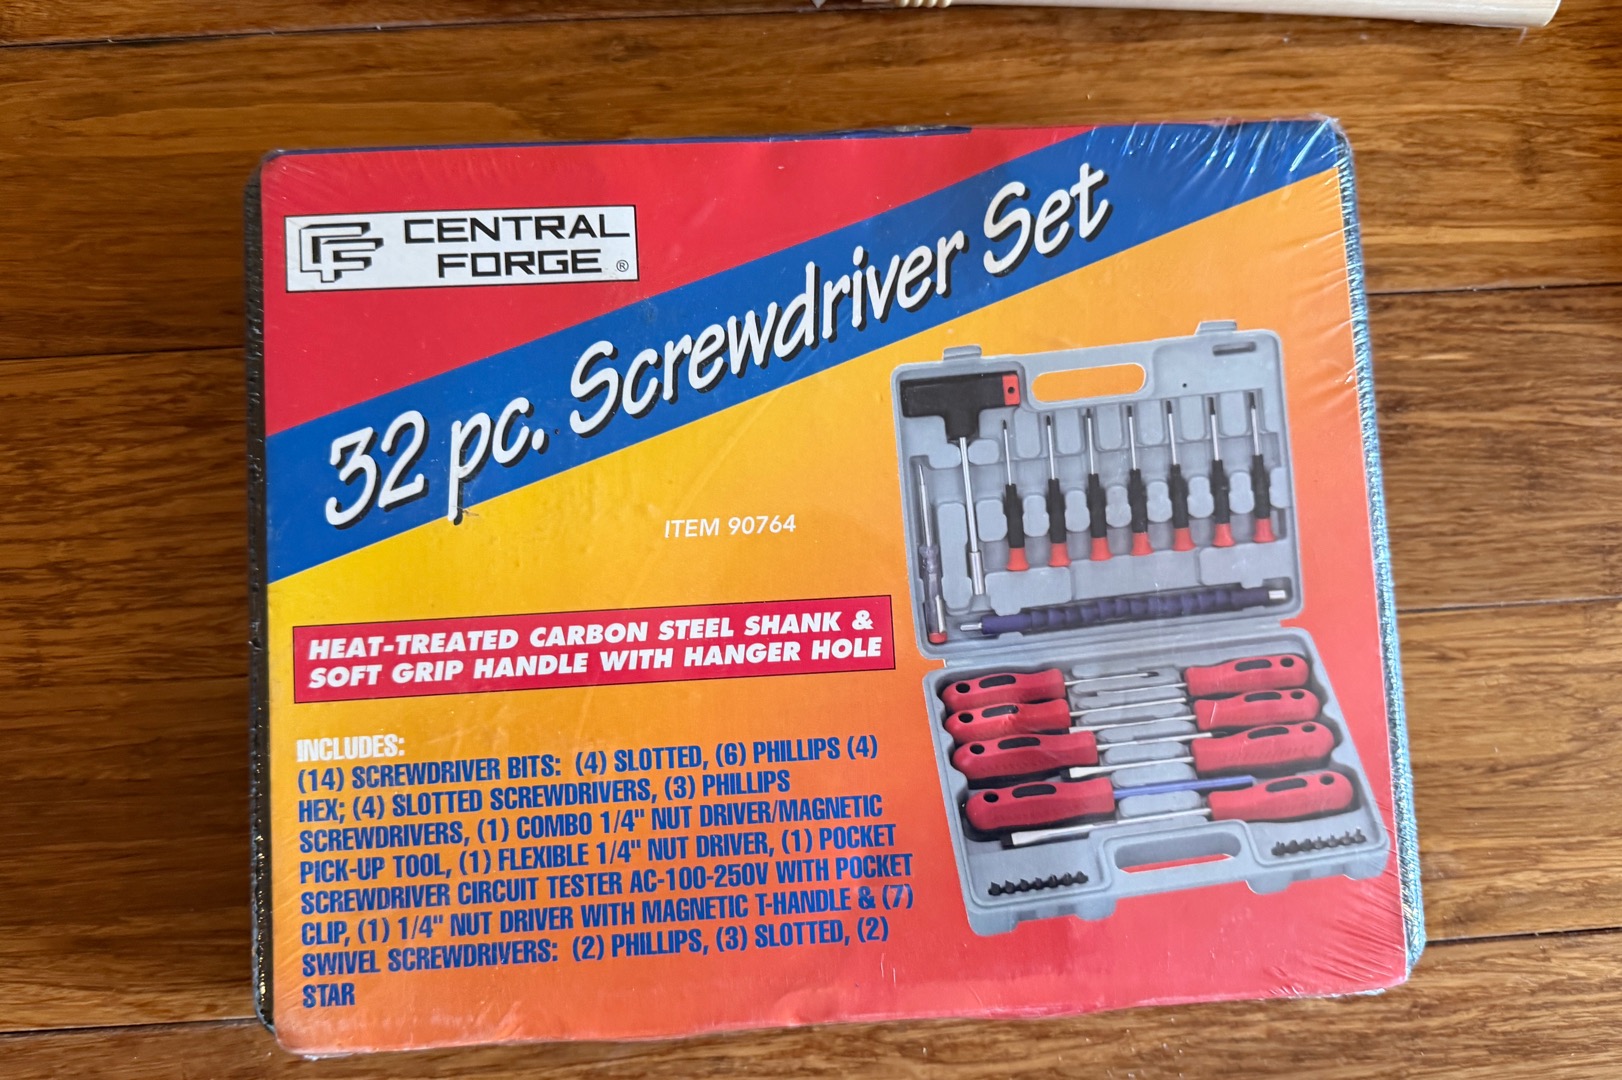 CENTRAL
FORGE ®
32 pc. Screwdriver Set
ITEM 90764
HEAT-TREATED CARBON STEEL SHANK &
SOFT GRIP HANDLE WITH HANGER HOLE
INCLUDES:
(14) SCREWDRIVER BITS: (4) SLOTTED, (6) PHILLIPS (4)
HEX; (4) SLOTTED SCREWDRIVERS, (3) PHILLIPS
SCREWDRIVERS, (1) COMBO 1/4" NUT DRIVER/MAGNETIC
PICK-UP TOOL, (1) FLEXIBLE 1/4" NUT DRIVER, (1) POCKET
SCREWDRIVER CIRCUIT TESTER AC-100-250V WITH POCKET
CLIP, (1) 1/4" NUT DRIVER WITH MAGNETIC T-HANDLE & (7)
SWIVEL SCREWDRIVERS: (2) PHILLIPS, (3) SLOTTED, (2)
STAR